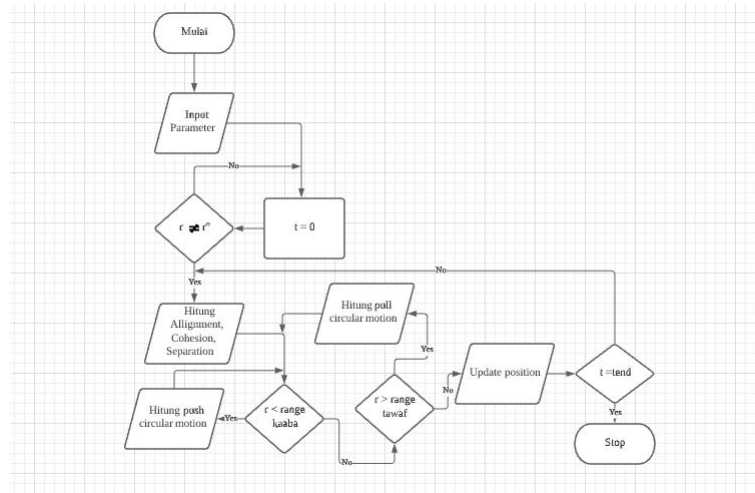 Mulai
Input
Parameter
No
r ≠ r"
t = 0
No
Yes
Hitung
Allignment,
Cohesion,
Separation
Hitung poll
circular motion
Yes
Hitung posh
circular motion
Yes
r < range
kaaba
No
r > range
tawaf
No
Update position
t =tend
Yes
Stop